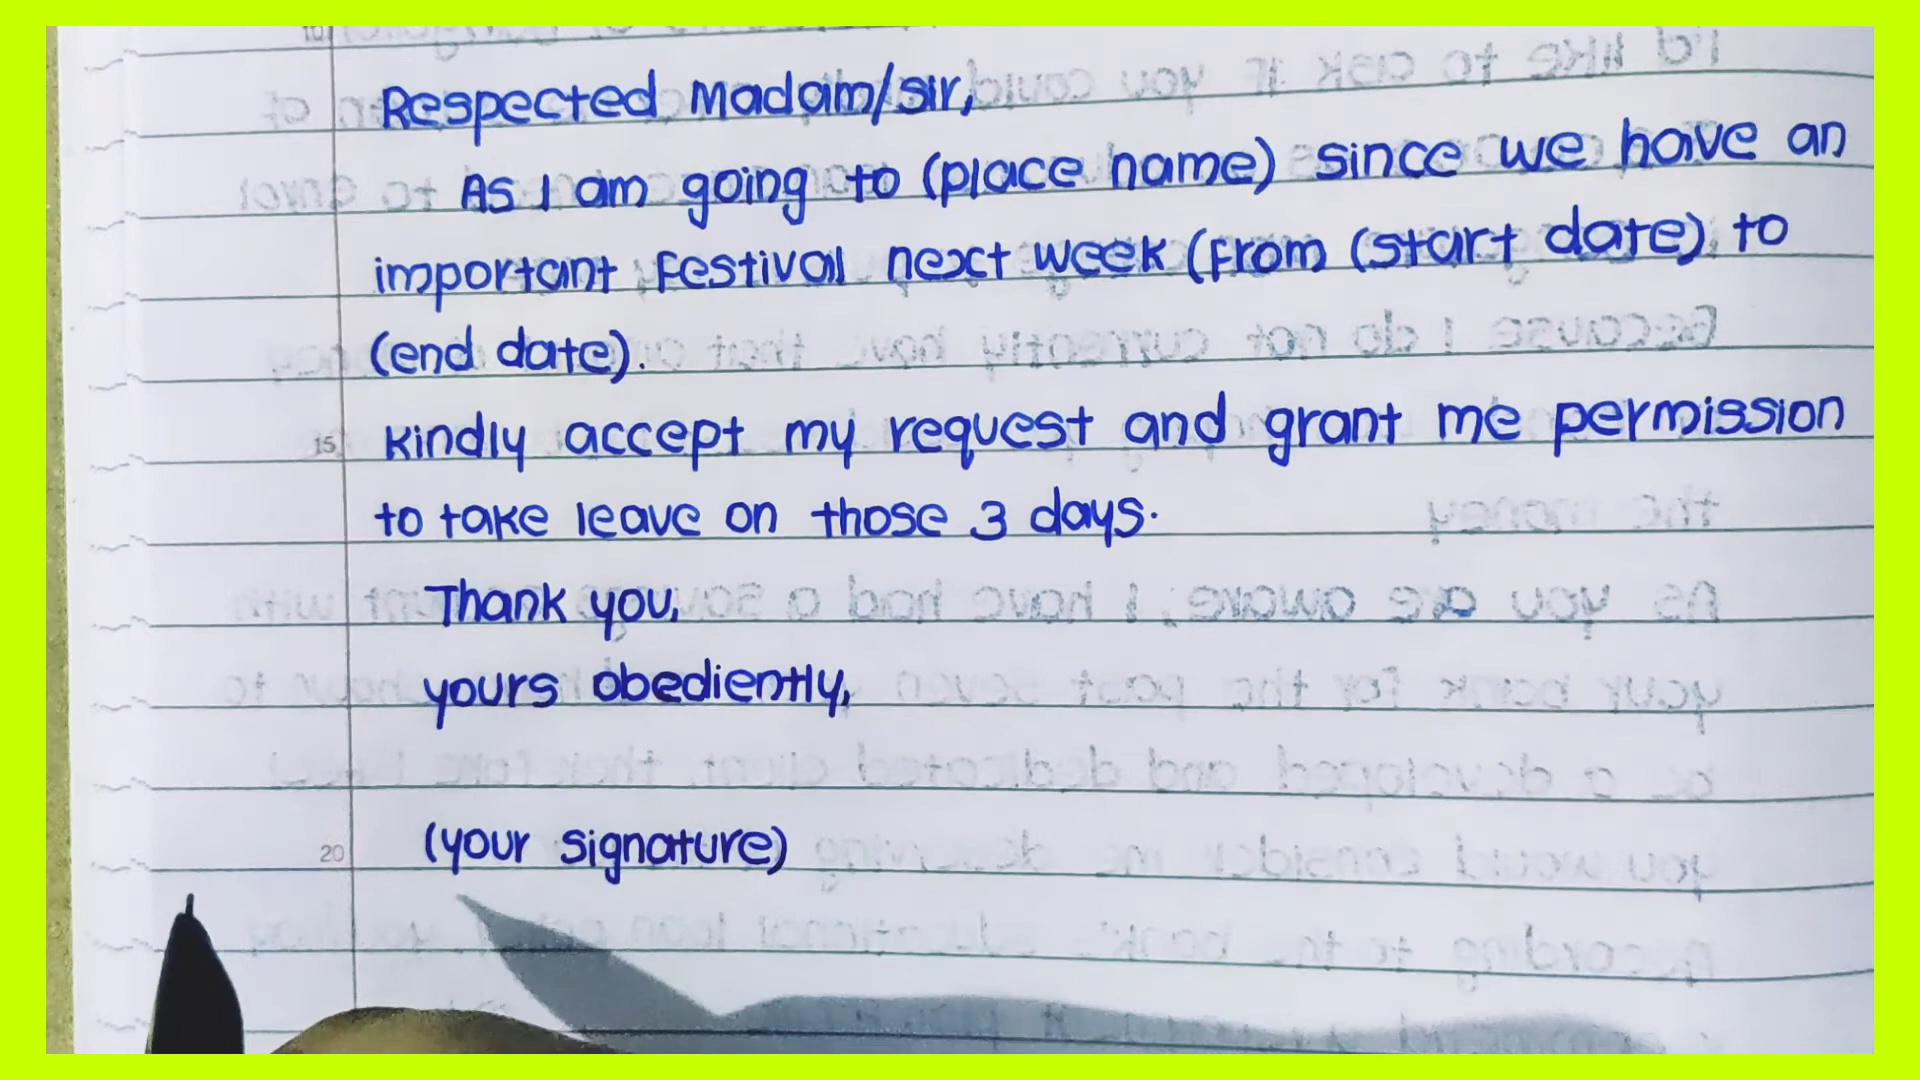 Respected Madam/sir,
As I am going to (place name) since we have an
important festival next week (from (start date) to
(end date).
15
Kindly accept my request and grant me permission
to take leave on those 3 days.
Thank you,
yours obediently,
20
(your signature)